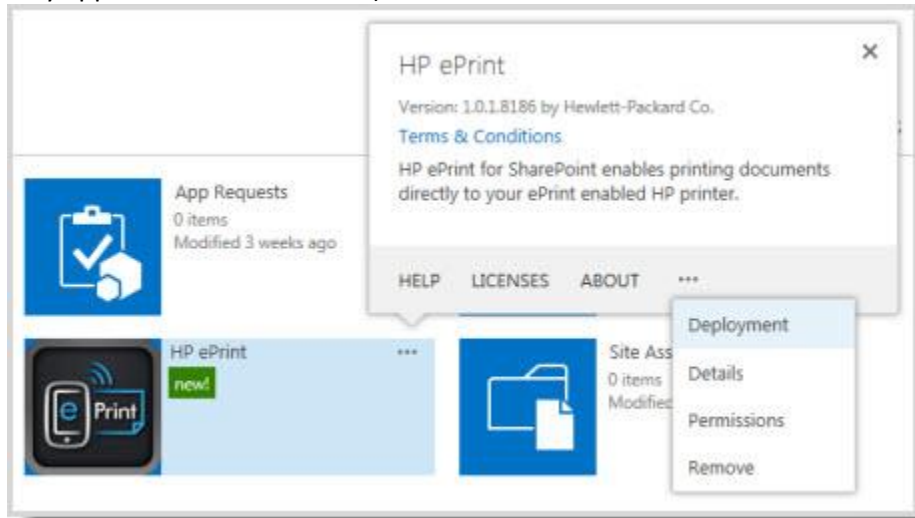 HP ePrint
Version: 1.0.1.8186 by Hewlett-Packard Co.
Terms & Conditions
HP ePrint for SharePoint enables printing documents
directly to your ePrint enabled HP printer.
HELP LICENSES ABOUT ...
Deployment
Details
Permissions
Remove
App Requests
0 items
Modified 3 weeks ago
HP ePrint ...
new!
e Print
Site Ass
0 items
Modified